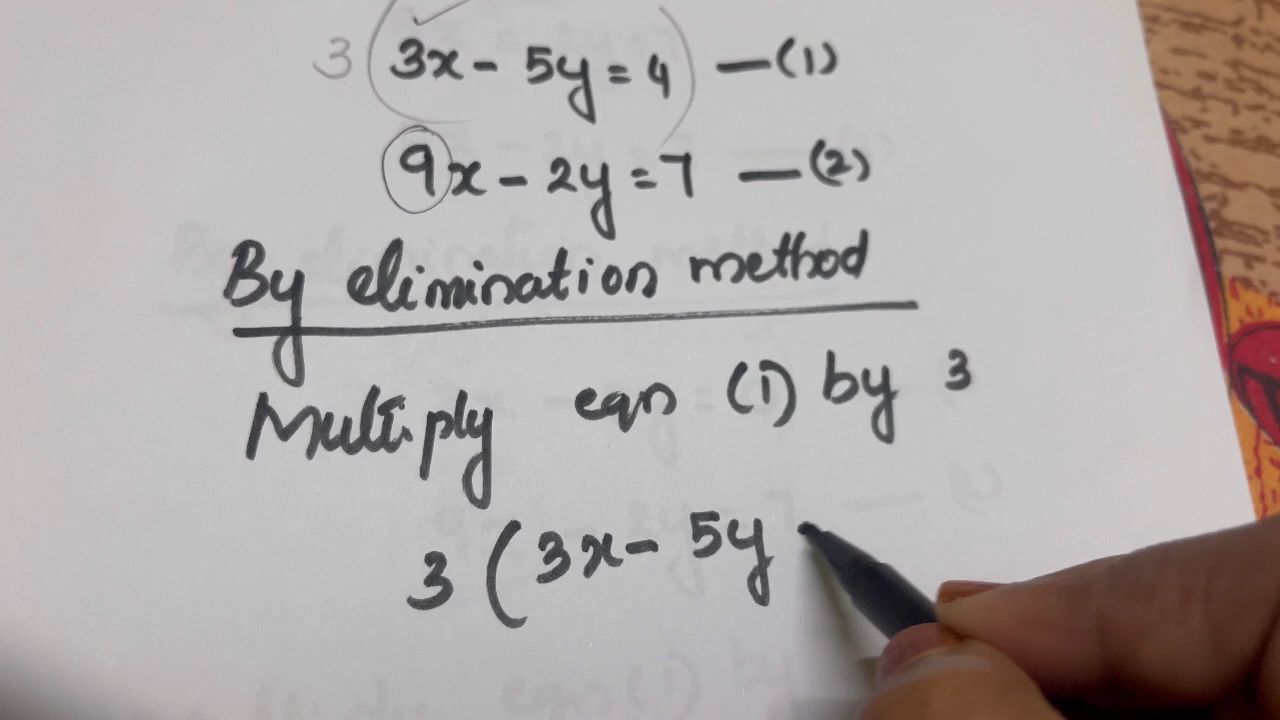 3 (3x - 5y = 4) — (1)
9x - 2y = 7 — (2)
By elimination method
Multiply eqn (1) by 3
3 ( 3x - 5y